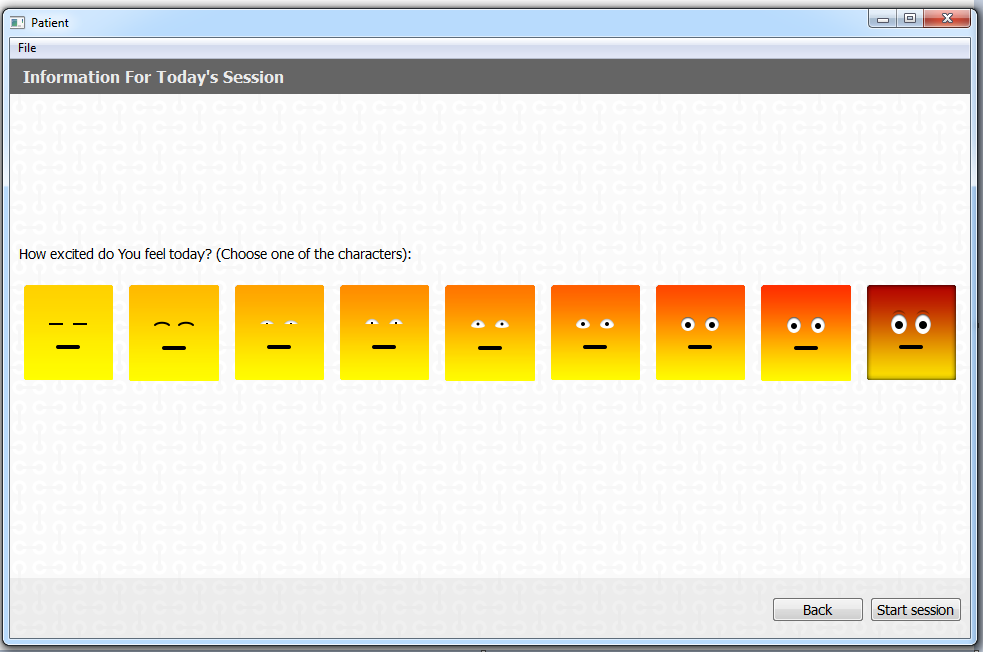 Patient
File
Information For Today's Session
How excited do You feel today? (Choose one of the characters):
Back Start session